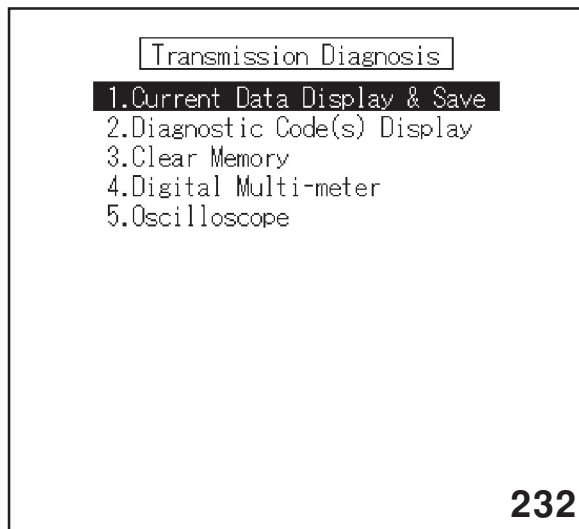 Transmission Diagnosis
1.Current Data Display & Save
2.Diagnostic Code(s) Display
3.Clear Memory
4.Digital Multi-meter
5.Oscilloscope
232